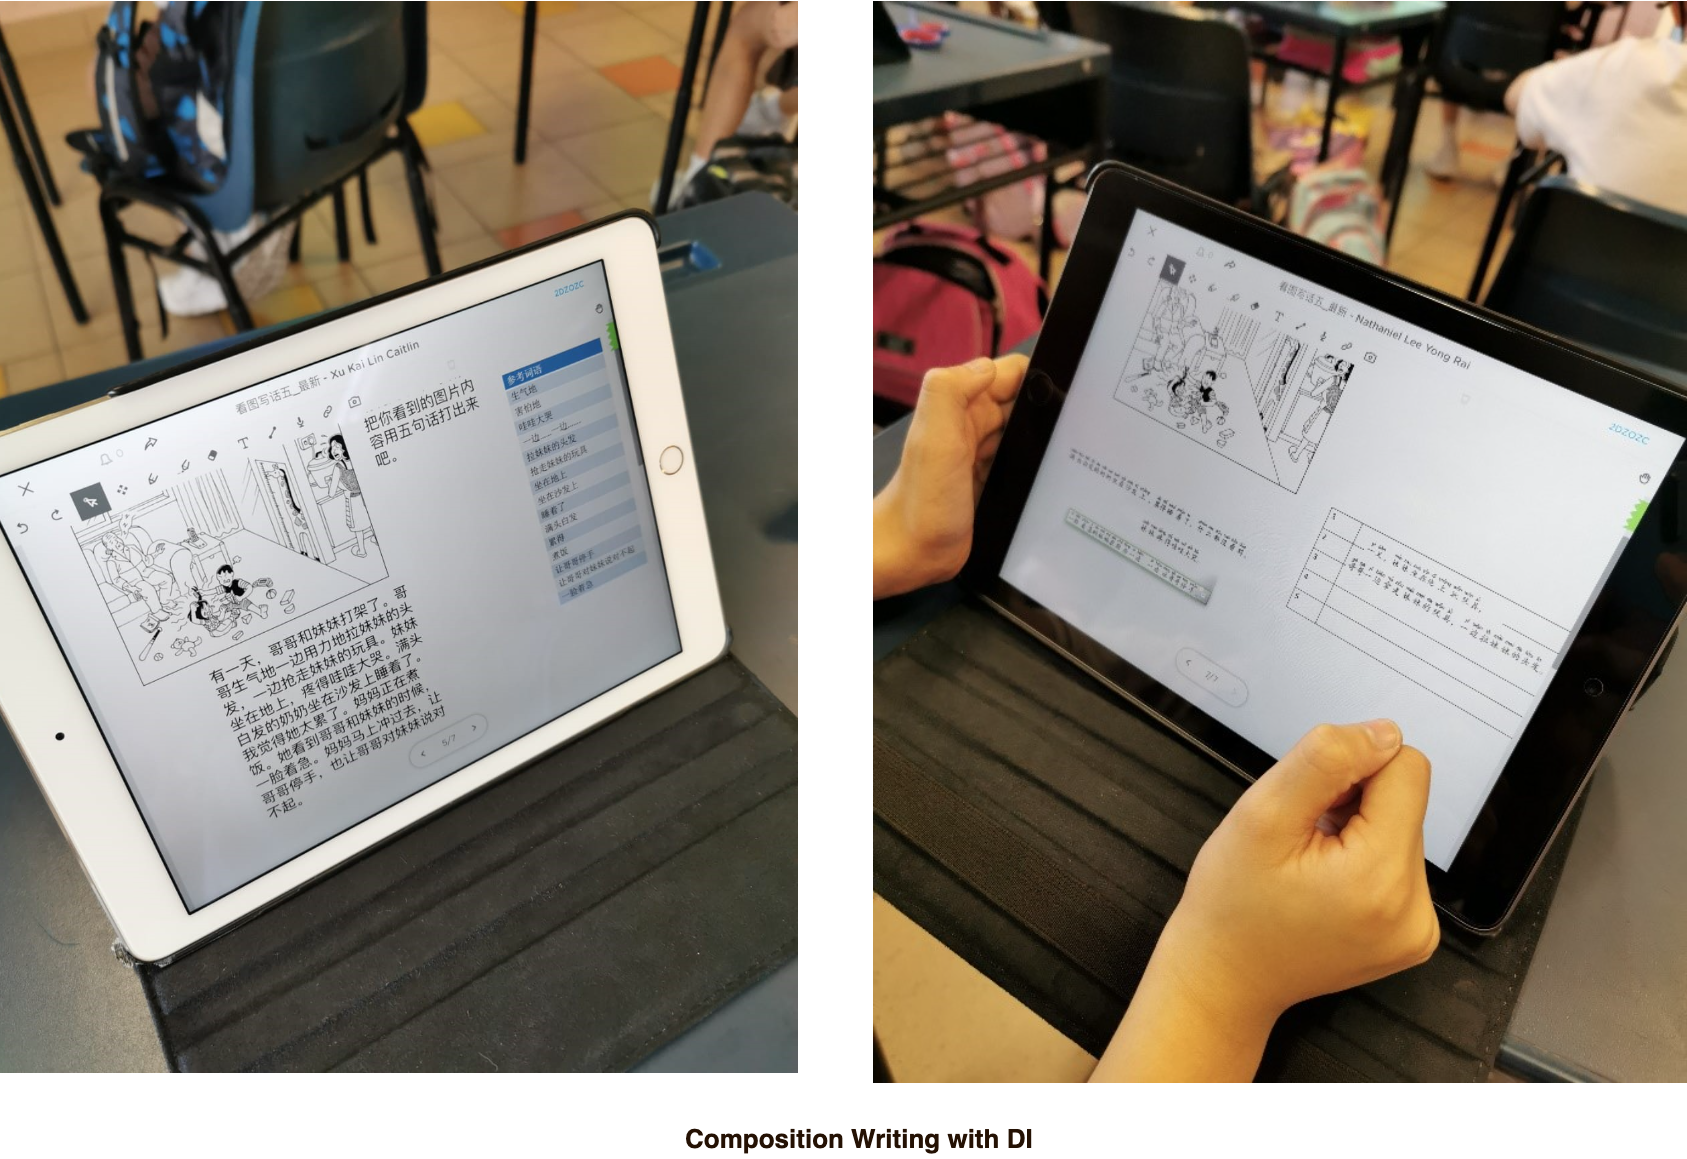 2DZOZC
看图写话五_最新 - Xu Kai Lin Caitlin
把你看到的图片内
容用五句话打出来
吧。
参考词语
生气地
害怕地
哇哇大哭
一边……一边……
拉妹妹的头发
抢走妹妹的玩具
坐在地上
坐在沙发上
睡着了
满头白发
累得
煮饭
让哥哥停手
让哥哥对妹妹说对不起
一脸着急
有一天，哥哥和妹妹打架了。哥
哥生气地一边用力地拉妹妹的头
发，一边抢走妹妹的玩具。妹妹
坐在地上，疼得哇哇大哭。满头
白发的奶奶坐在沙发上睡着了。
我觉得她太累了。妈妈正在煮
饭。她看到哥哥和妹妹的时候，
一脸着急。妈妈马上冲过去，让
哥哥停手，也让哥哥对妹妹说对
不起。
5/7
2DZOZC
看图写话五_最新 - Nathaniel Lee Yong Rai
1
2
3
4
5
7/7
Composition Writing with DI